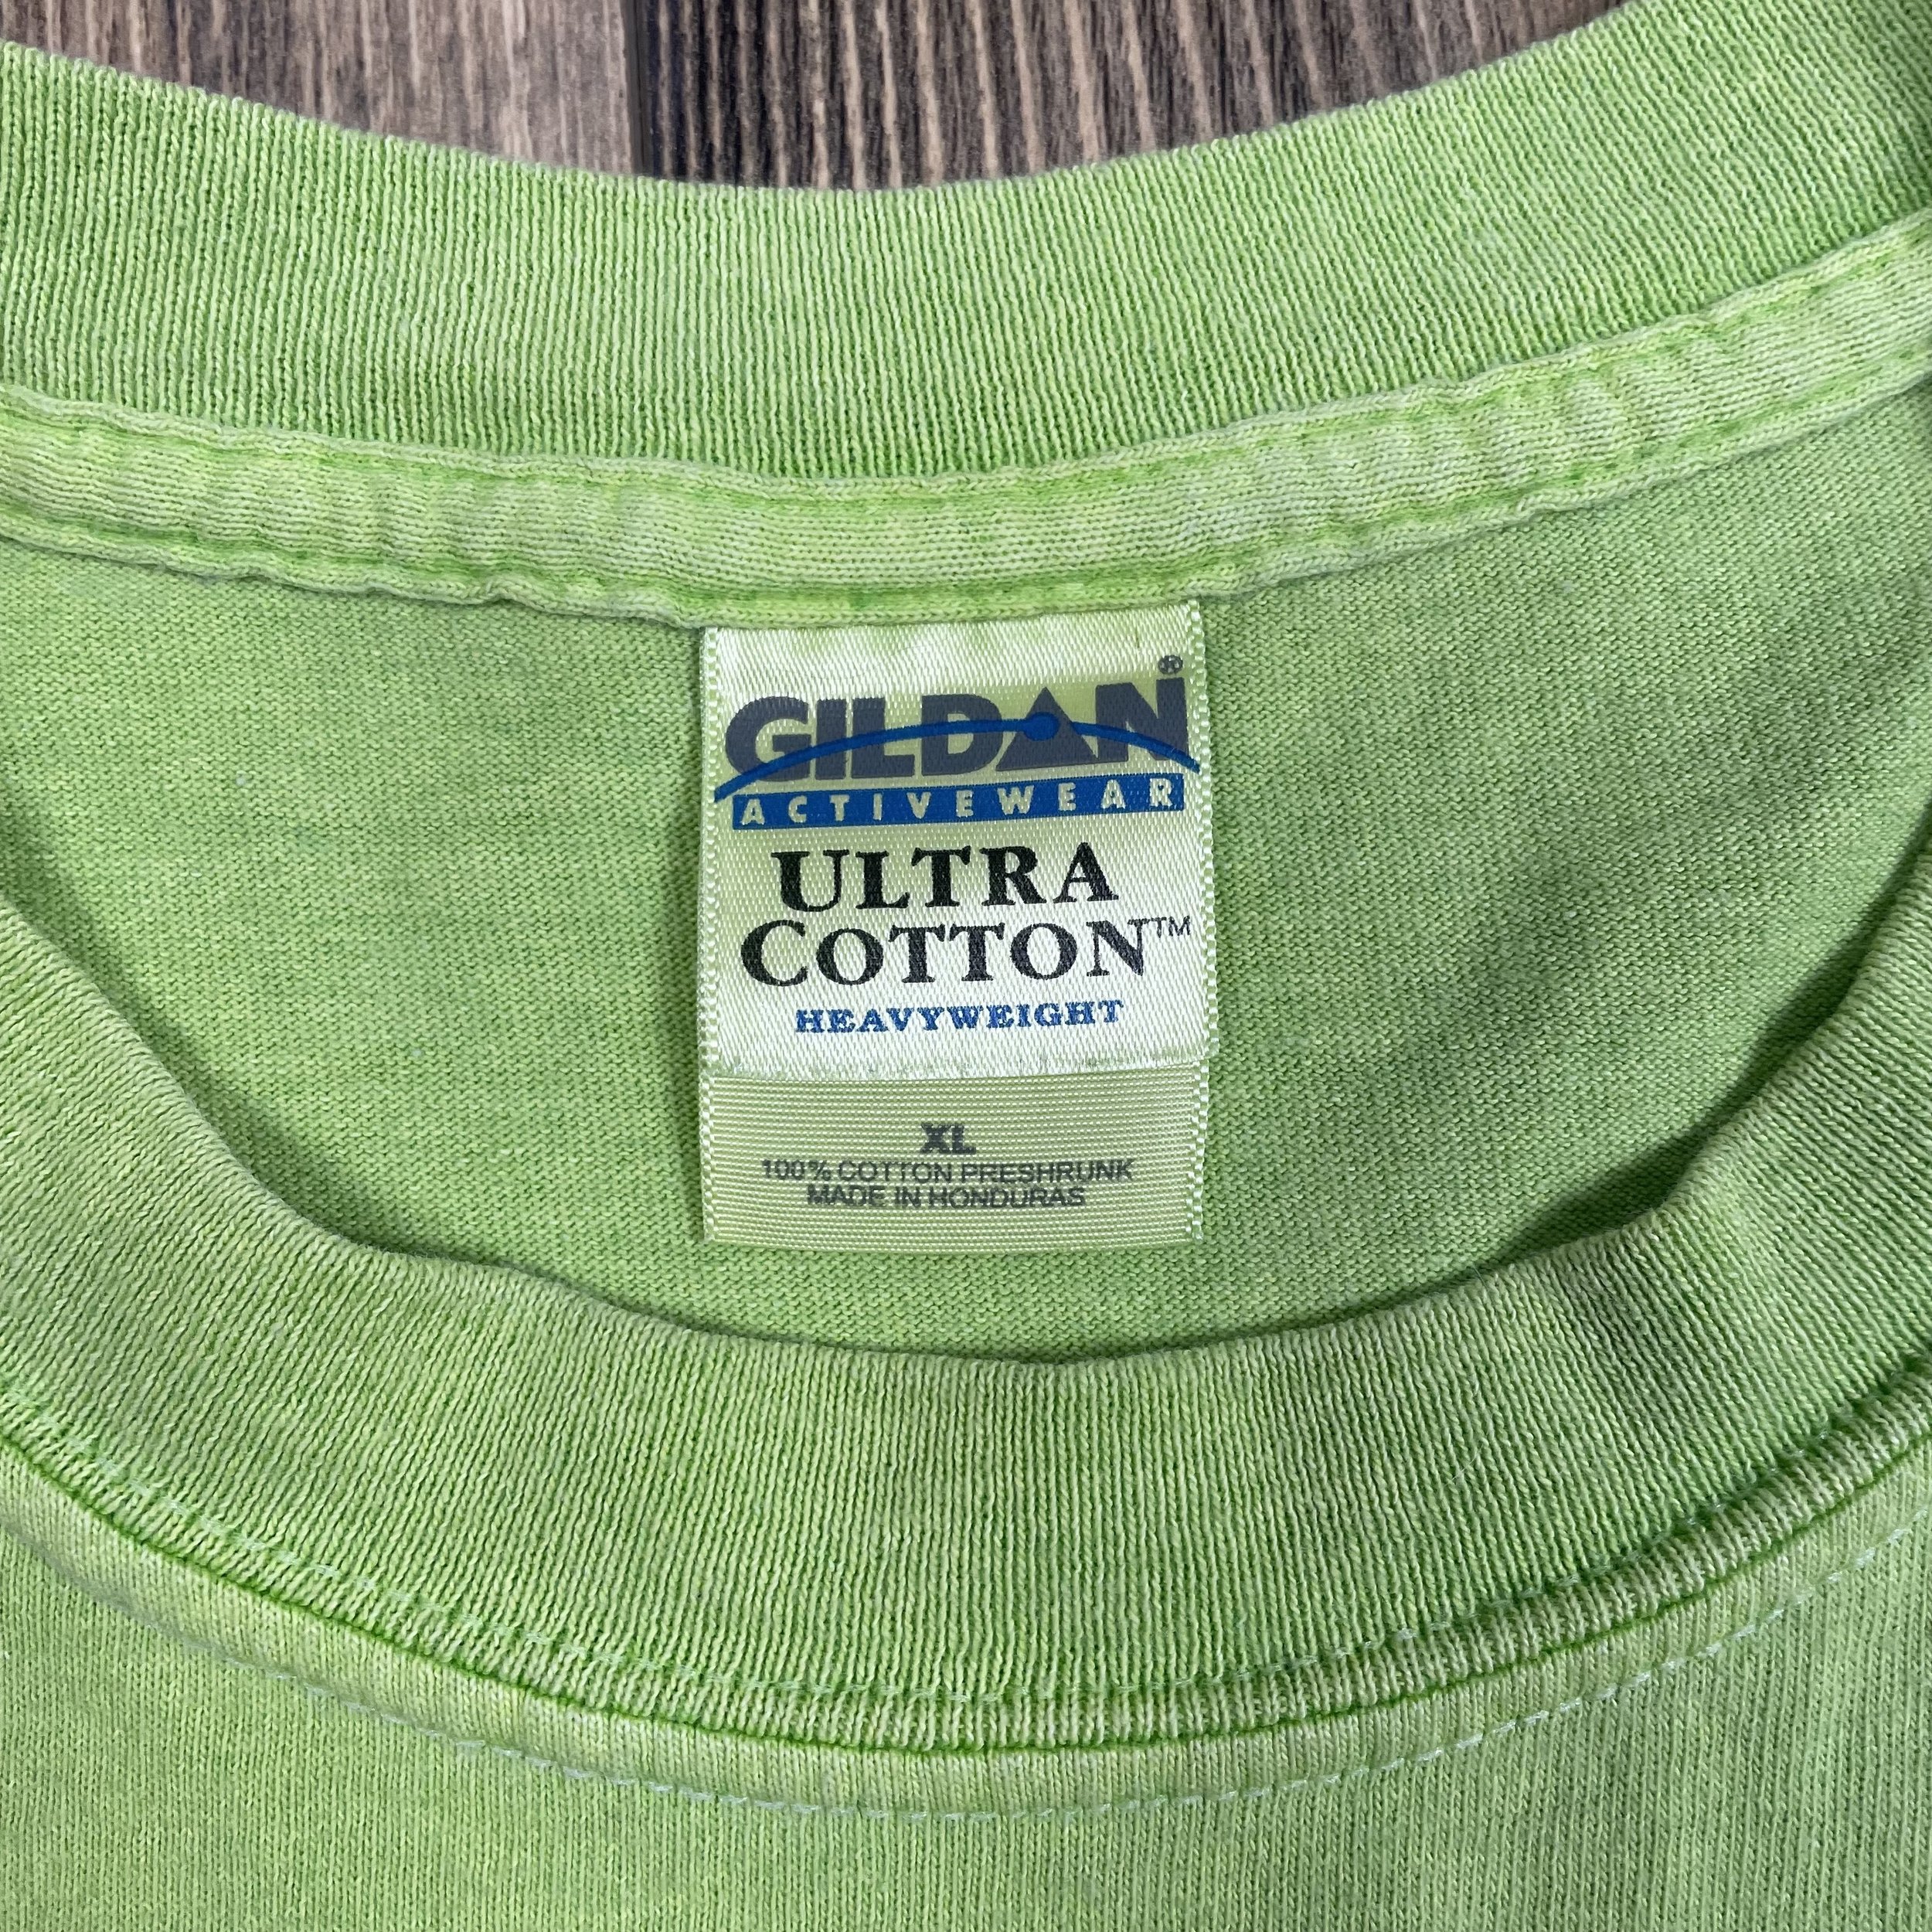 GILDAN®
ACTIVEWEAR
ULTRA
COTTON™
HEAVYWEIGHT
XL
100% COTTON PRESHRUNK
MADE IN HONDURAS